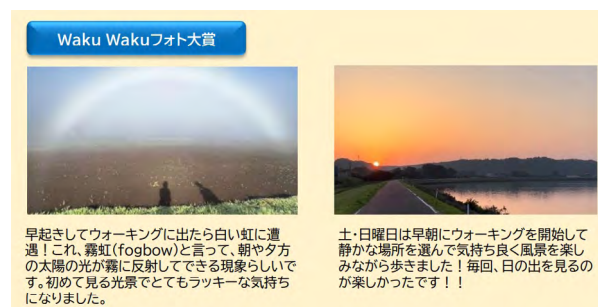 Waku Wakuフォト大賞
早起きしてウォーキングに出たら白い虹に遭
遇！これ、霧虹(fogbow)と言って、朝や夕方
の太陽の光が霧に反射してできる現象らしいで
す。初めて見る光景でとてもラッキーな気持ち
になりました。
土・日曜日は早朝にウォーキングを開始して
静かな場所を選んで気持ち良く風景を楽し
みながら歩きました！毎回、日の出を見るの
が楽しかったです！！